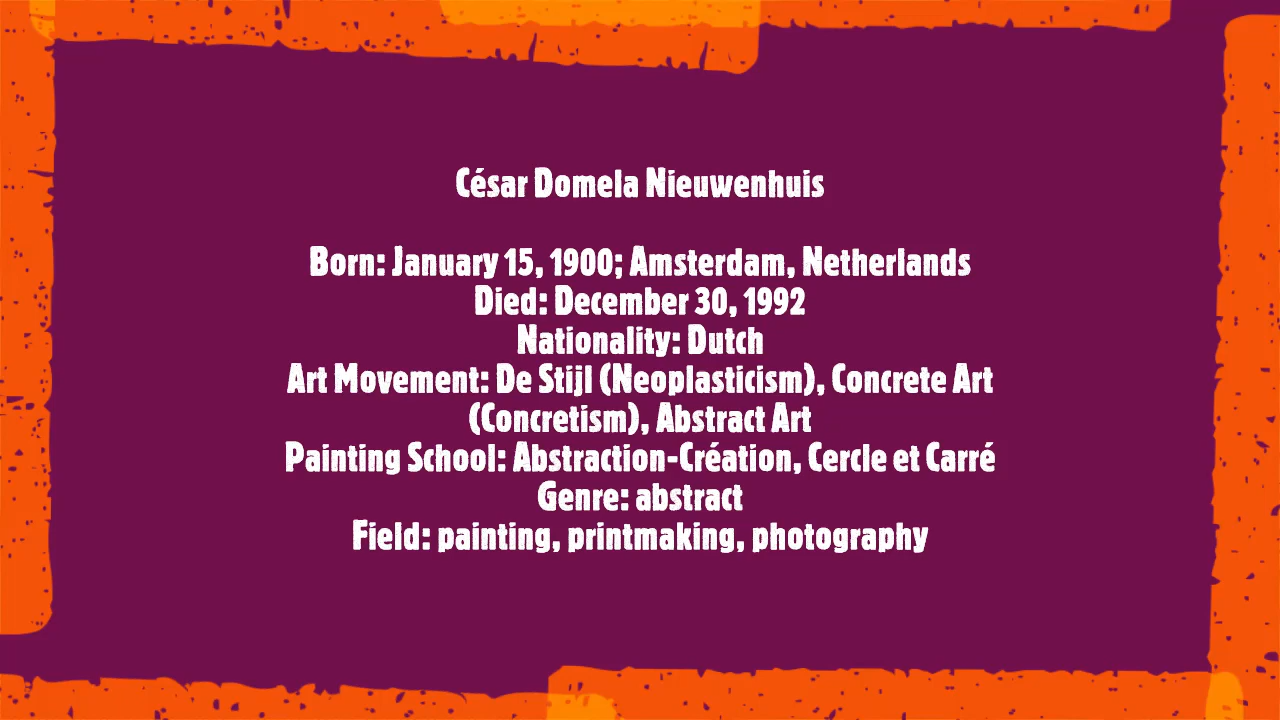 César Domela Nieuwenhuis
Born: January 15, 1900; Amsterdam, Netherlands
Died: December 30, 1992
Nationality: Dutch
Art Movement: De Stijl (Neoplasticism), Concrete Art
(Concretism), Abstract Art
Painting School: Abstraction-Création, Cercle et Carré
Genre: abstract
Field: painting, printmaking, photography